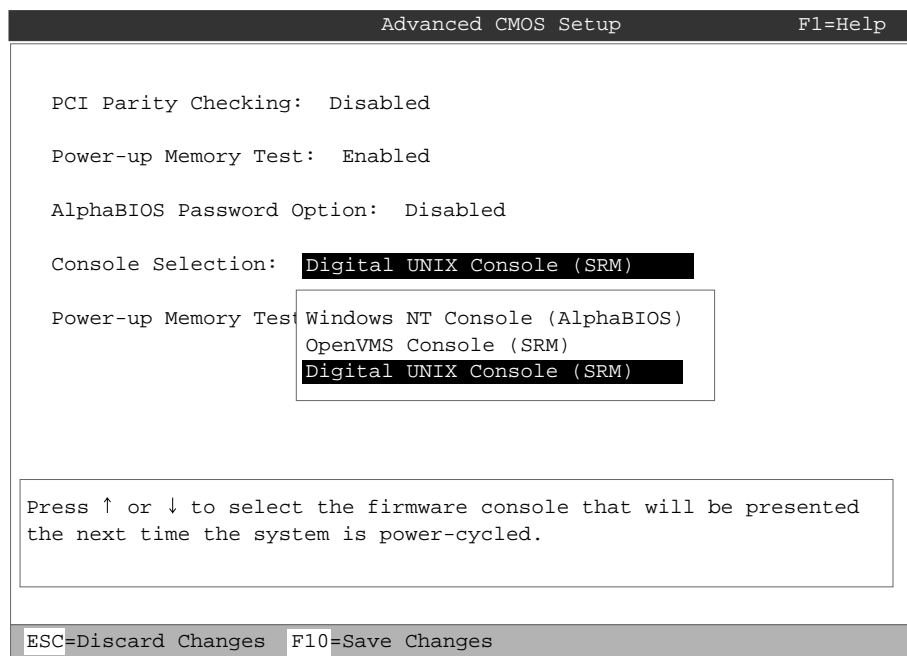 Advanced CMOS Setup F1=Help
PCI Parity Checking: Disabled
Power-up Memory Test: Enabled
AlphaBIOS Password Option: Disabled
Console Selection: Digital UNIX Console (SRM)
Power-up Memory Test
Windows NT Console (AlphaBIOS)
OpenVMS Console (SRM)
Digital UNIX Console (SRM)
Press ↑ or ↓ to select the firmware console that will be presented
the next time the system is power-cycled.
ESC=Discard Changes F10=Save Changes